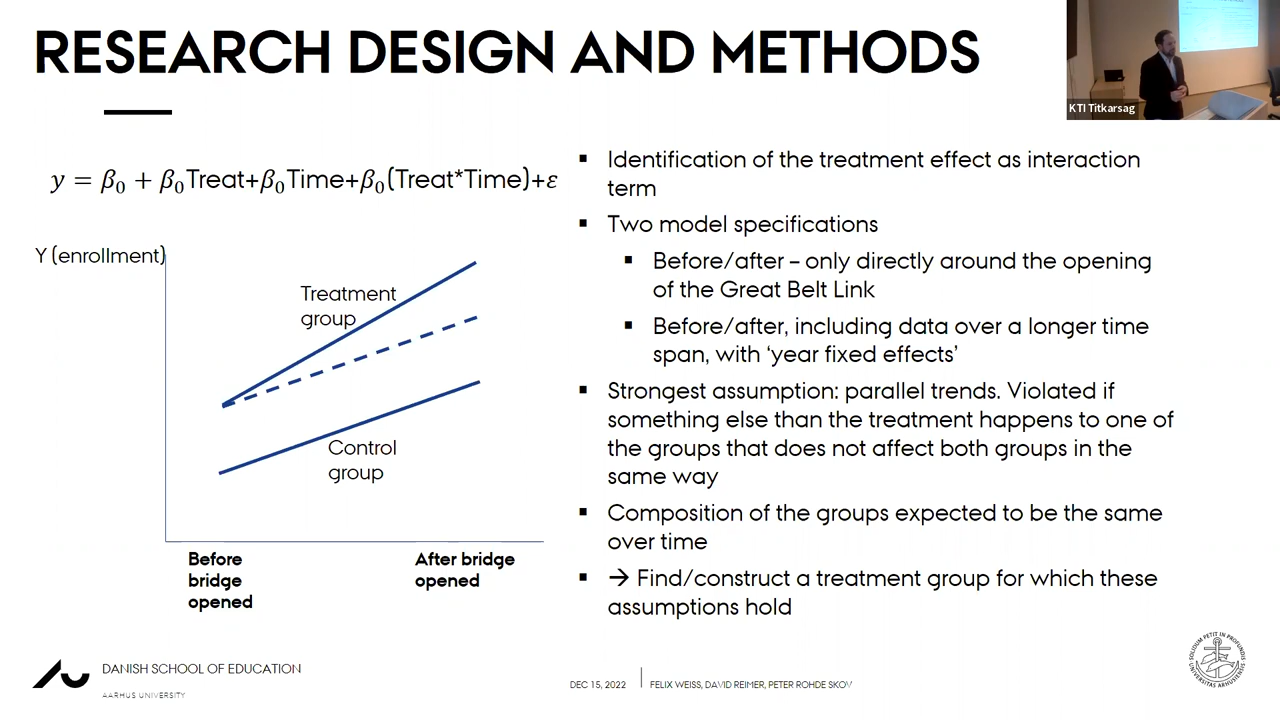 RESEARCH DESIGN AND METHODS
KTI Titkarsag
y = β₀ + β₀Treat+β₀Time+β₀(Treat*Time)+ε
Y (enrollment)
Treatment
group
Control
group
Before
bridge
opened
After bridge
opened
▪ Identification of the treatment effect as interaction
term
▪ Two model specifications
▪ Before/after – only directly around the opening
of the Great Belt Link
▪ Before/after, including data over a longer time
span, with ‘year fixed effects’
▪ Strongest assumption: parallel trends. Violated if
something else than the treatment happens to one of
the groups that does not affect both groups in the
same way
▪ Composition of the groups expected to be the same
over time
▪ → Find/construct a treatment group for which these
assumptions hold
DANISH SCHOOL OF EDUCATION
AARHUS UNIVERSITY
DEC 15, 2022
FELIX WEISS, DAVID REIMER, PETER ROHDE SKOV
SOLIDUM PETIT IN PROFUNDIS
UNIVERSITAS ARHUSIENSIS